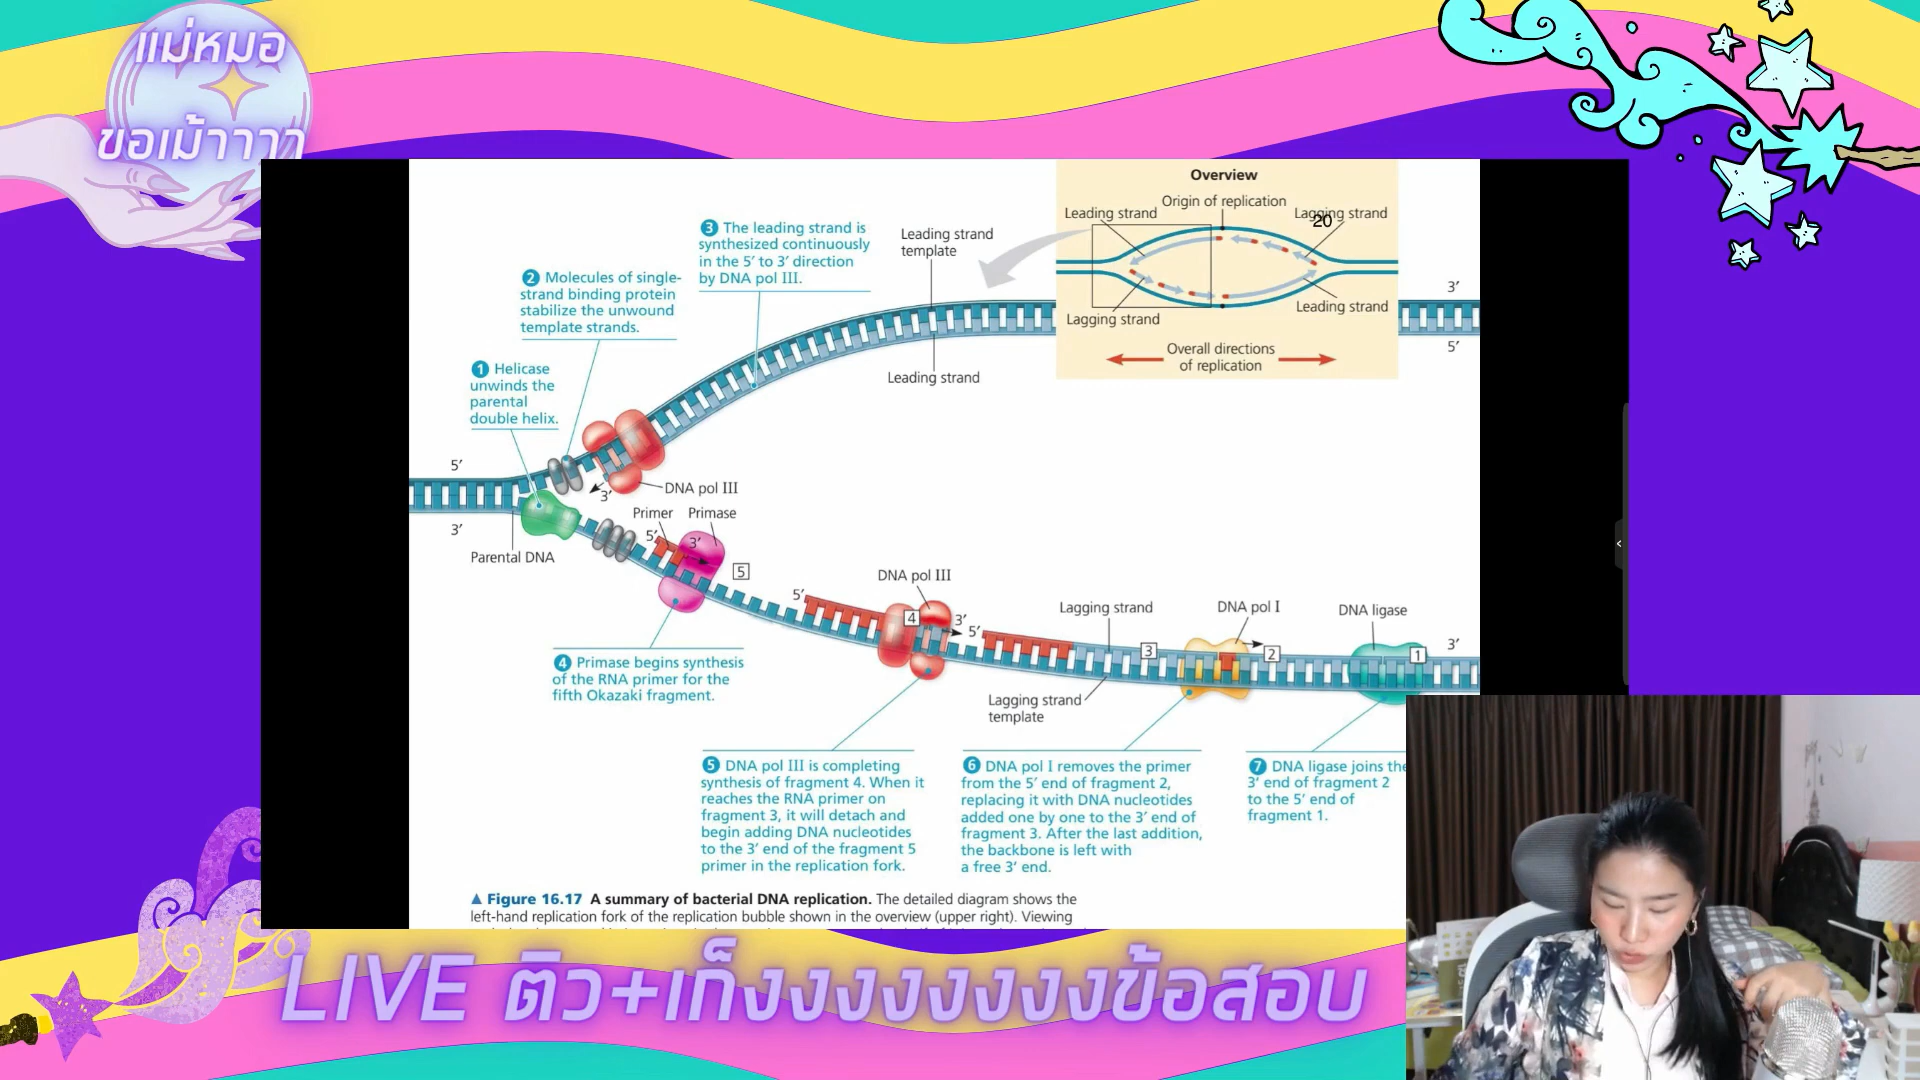 แม่หมอ
ขอเม้าาาา
Overview
Origin of replication
Leading strand
Lagging strand
20
Lagging strand
Leading strand
Overall directions
of replication
3 The leading strand is
synthesized continuously
in the 5′ to 3′ direction
by DNA pol III.
Leading strand
template
2 Molecules of single-
strand binding protein
stabilize the unwound
template strands.
1 Helicase
unwinds the
parental
double helix.
Leading strand
3′
5′
5′
3′
3′
DNA pol III
Primer
Primase
5′
3′
Parental DNA
5
5′
DNA pol III
4
3′
5′
Lagging strand
3
DNA pol I
2
DNA ligase
1
3′
Lagging strand
template
4 Primase begins synthesis
of the RNA primer for the
fifth Okazaki fragment.
5 DNA pol III is completing
synthesis of fragment 4. When it
reaches the RNA primer on
fragment 3, it will detach and
begin adding DNA nucleotides
to the 3′ end of the fragment 5
primer in the replication fork.
6 DNA pol I removes the primer
from the 5′ end of fragment 2,
replacing it with DNA nucleotides
added one by one to the 3′ end of
fragment 3. After the last addition,
the backbone is left with
a free 3′ end.
7 DNA ligase joins the
3′ end of fragment 2
to the 5′ end of
fragment 1.
▲ Figure 16.17 A summary of bacterial DNA replication. The detailed diagram shows the
left-hand replication fork of the replication bubble shown in the overview (upper right). Viewing
LIVE ติว+เก็งงงงงงงงงข้อสอบ